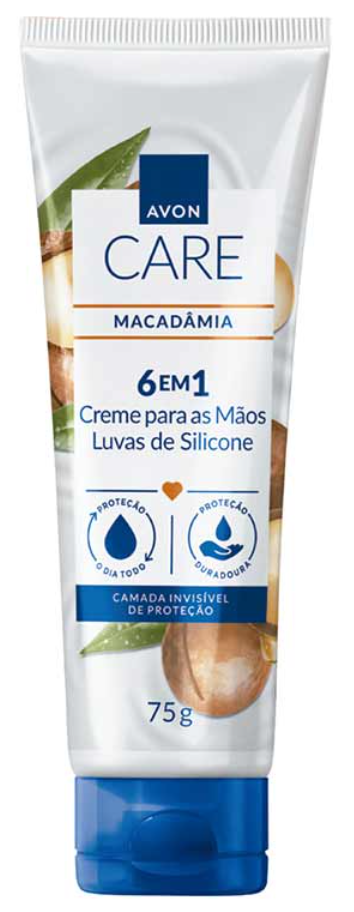 AVON
CARE
MACADÂMIA
6 EM 1
Creme para as Mãos
Luvas de Silicone
PROTEÇÃO
O DIA TODO
PROTEÇÃO
DURADOURA
CAMADA INVISÍVEL
DE PROTEÇÃO
75g